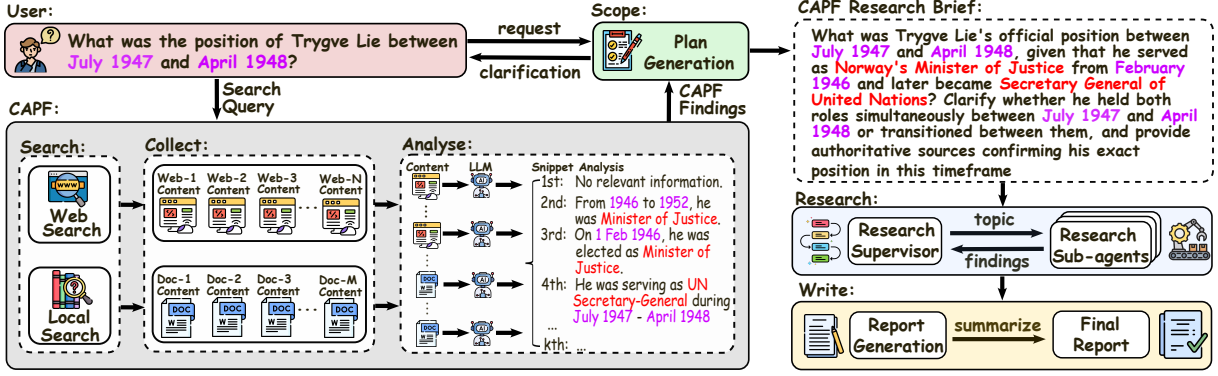 User:
What was the position of Trygve Lie between
July 1947 and April 1948?
request
clarification
Scope:
Plan
Generation
Search
Query
CAPF
Findings
CAPF:
Search:
Web
Search
Local
Search
Collect:
Web-1
Content
Web-2
Content
Web-3
Content
Web-N
Content
Doc-1
Content
Doc-2
Content
Doc-3
Content
Doc-M
Content
Analyse:
Content
LLM
Snippet Analysis
1st: No relevant information.
2nd: From 1946 to 1952, he
was Minister of Justice.
3rd: On 1 Feb 1946, he was
elected as Minister of
Justice.
4th: He was serving as UN
Secretary-General during
July 1947 - April 1948
...
kth: ...
CAPF Research Brief:
What was Trygve Lie's official position between
July 1947 and April 1948, given that he served
as Norway's Minister of Justice from February
1946 and later became Secretary General of
United Nations? Clarify whether he held both
roles simultaneously between July 1947 and April
1948 or transitioned between them, and provide
authoritative sources confirming his exact
position in this timeframe
Research:
Research
Supervisor
topic
findings
Research
Sub-agents
Write:
Report
Generation
summarize
Final
Report